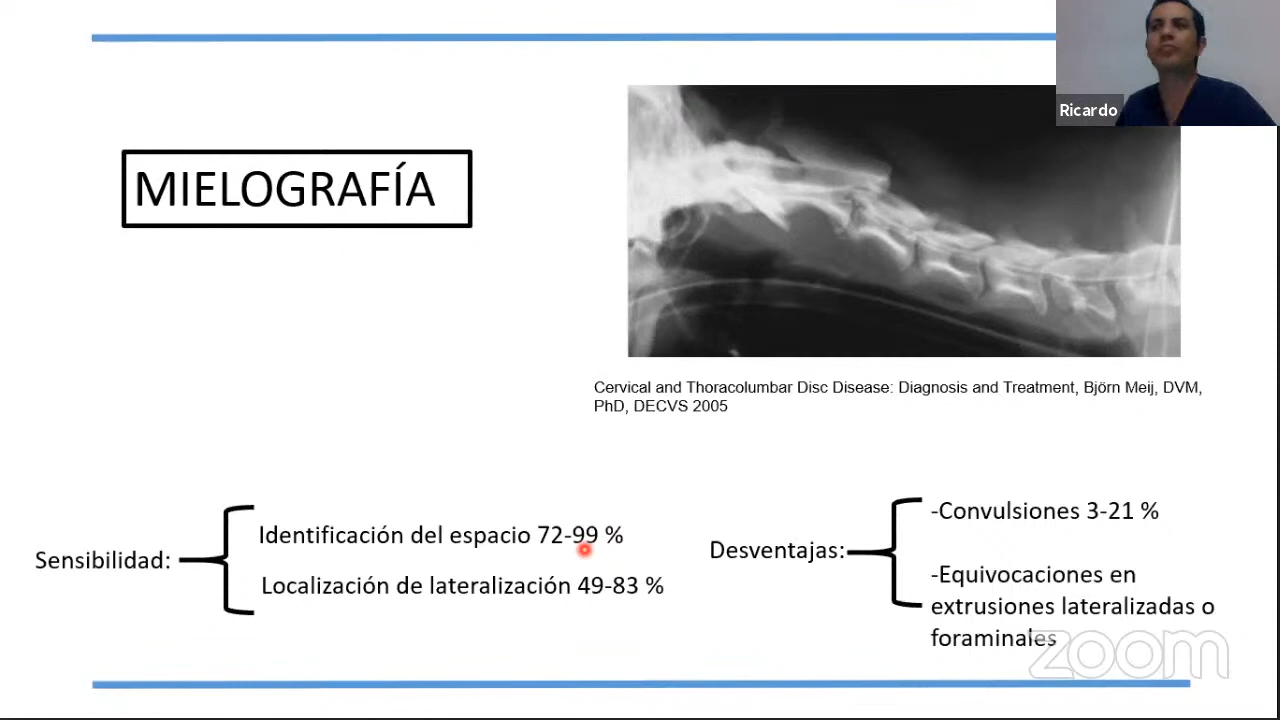 Ricardo
MIELOGRAFÍA
Cervical and Thoracolumbar Disc Disease: Diagnosis and Treatment, Björn Meij, DVM,
PhD, DECVS 2005
Sensibilidad:
Identificación del espacio 72-99 %
Localización de lateralización 49-83 %
Desventajas:
-Convulsiones 3-21 %
-Equivocaciones en
extrusiones lateralizadas o
foraminales
zoom